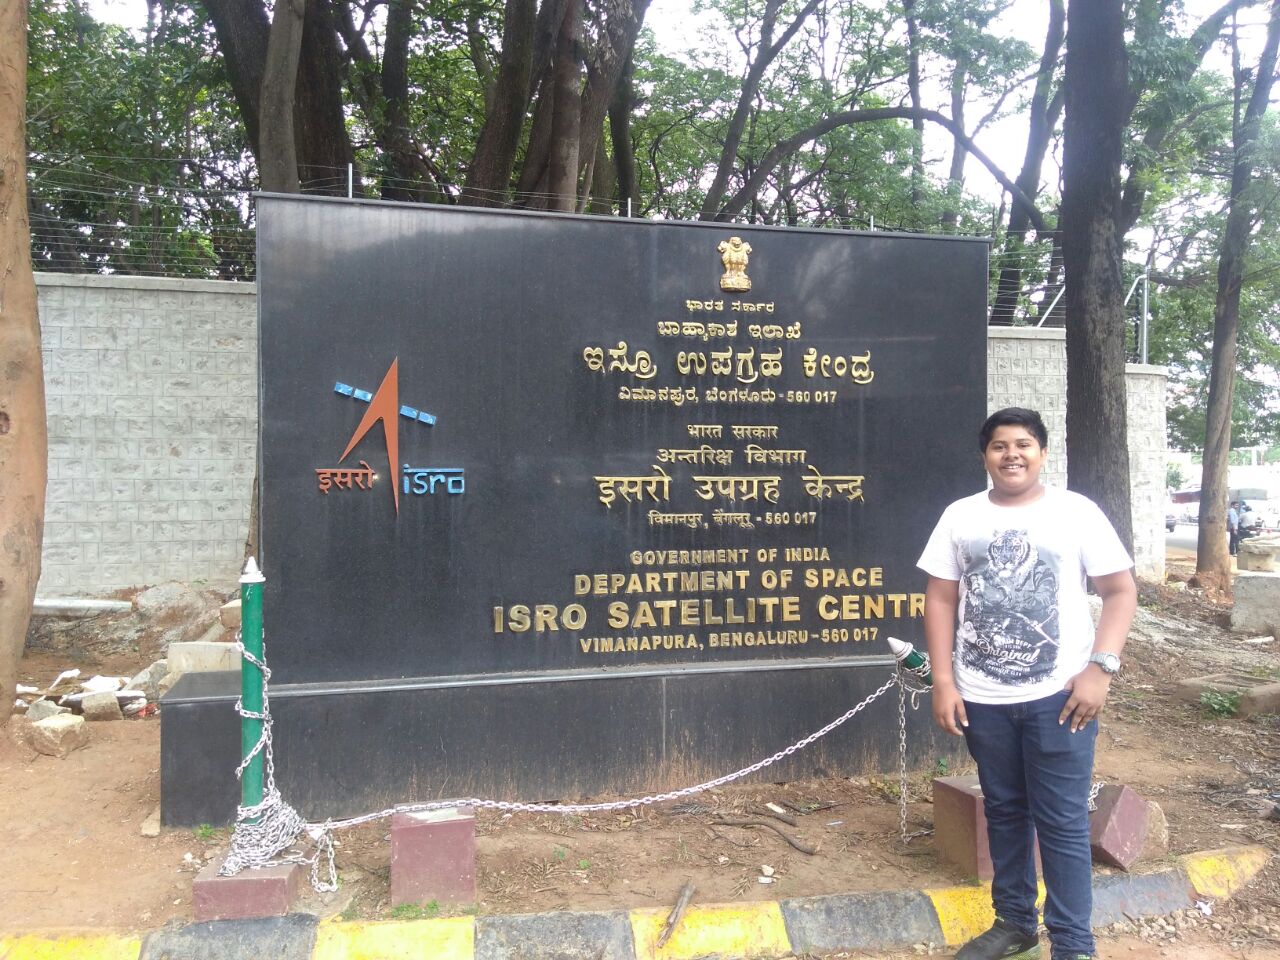 ಭಾರತ ಸರ್ಕಾರ
ಬಾಹ್ಯಾಕಾಶ ಇಲಾಖೆ
ಇಸ್ರೊ ಉಪಗ್ರಹ ಕೇಂದ್ರ
ವಿಮಾನಪುರ, ಬೆಂಗಳೂರು - 560 017
भारत सरकार
अन्तरिक्ष विभाग
इसरो उपग्रह केन्द्र
विमानपुर, बेंगलूरू - 560 017
GOVERNMENT OF INDIA
DEPARTMENT OF SPACE
ISRO SATELLITE CENTR
VIMANAPURA, BENGALURU - 560 017
इसरो isro
Original